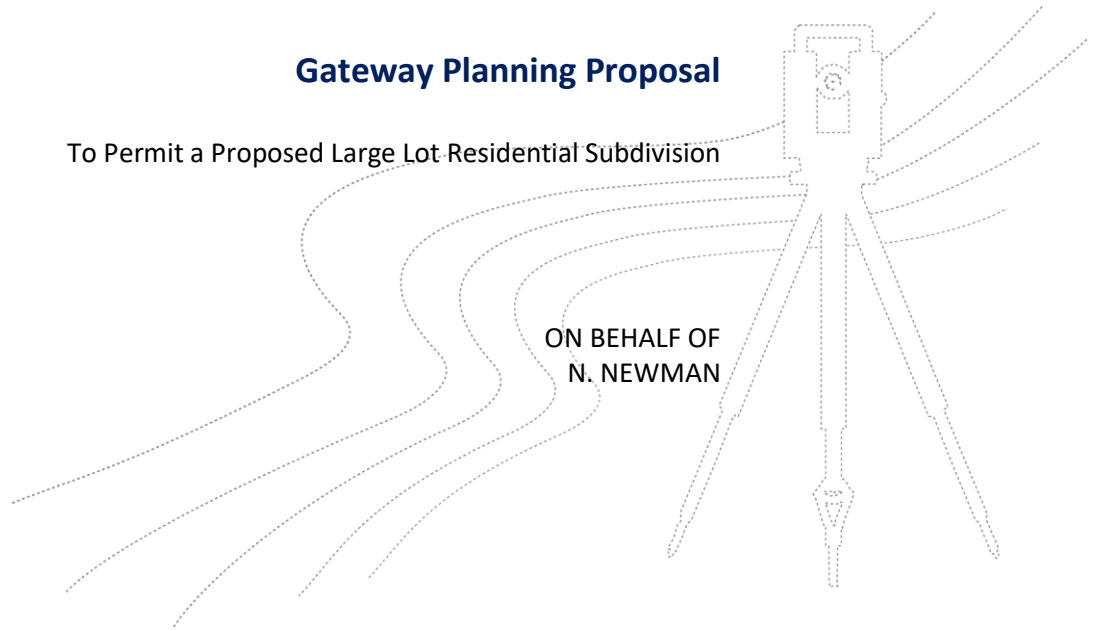 Gateway Planning Proposal
To Permit a Proposed Large Lot Residential Subdivision
ON BEHALF OF
N. NEWMAN